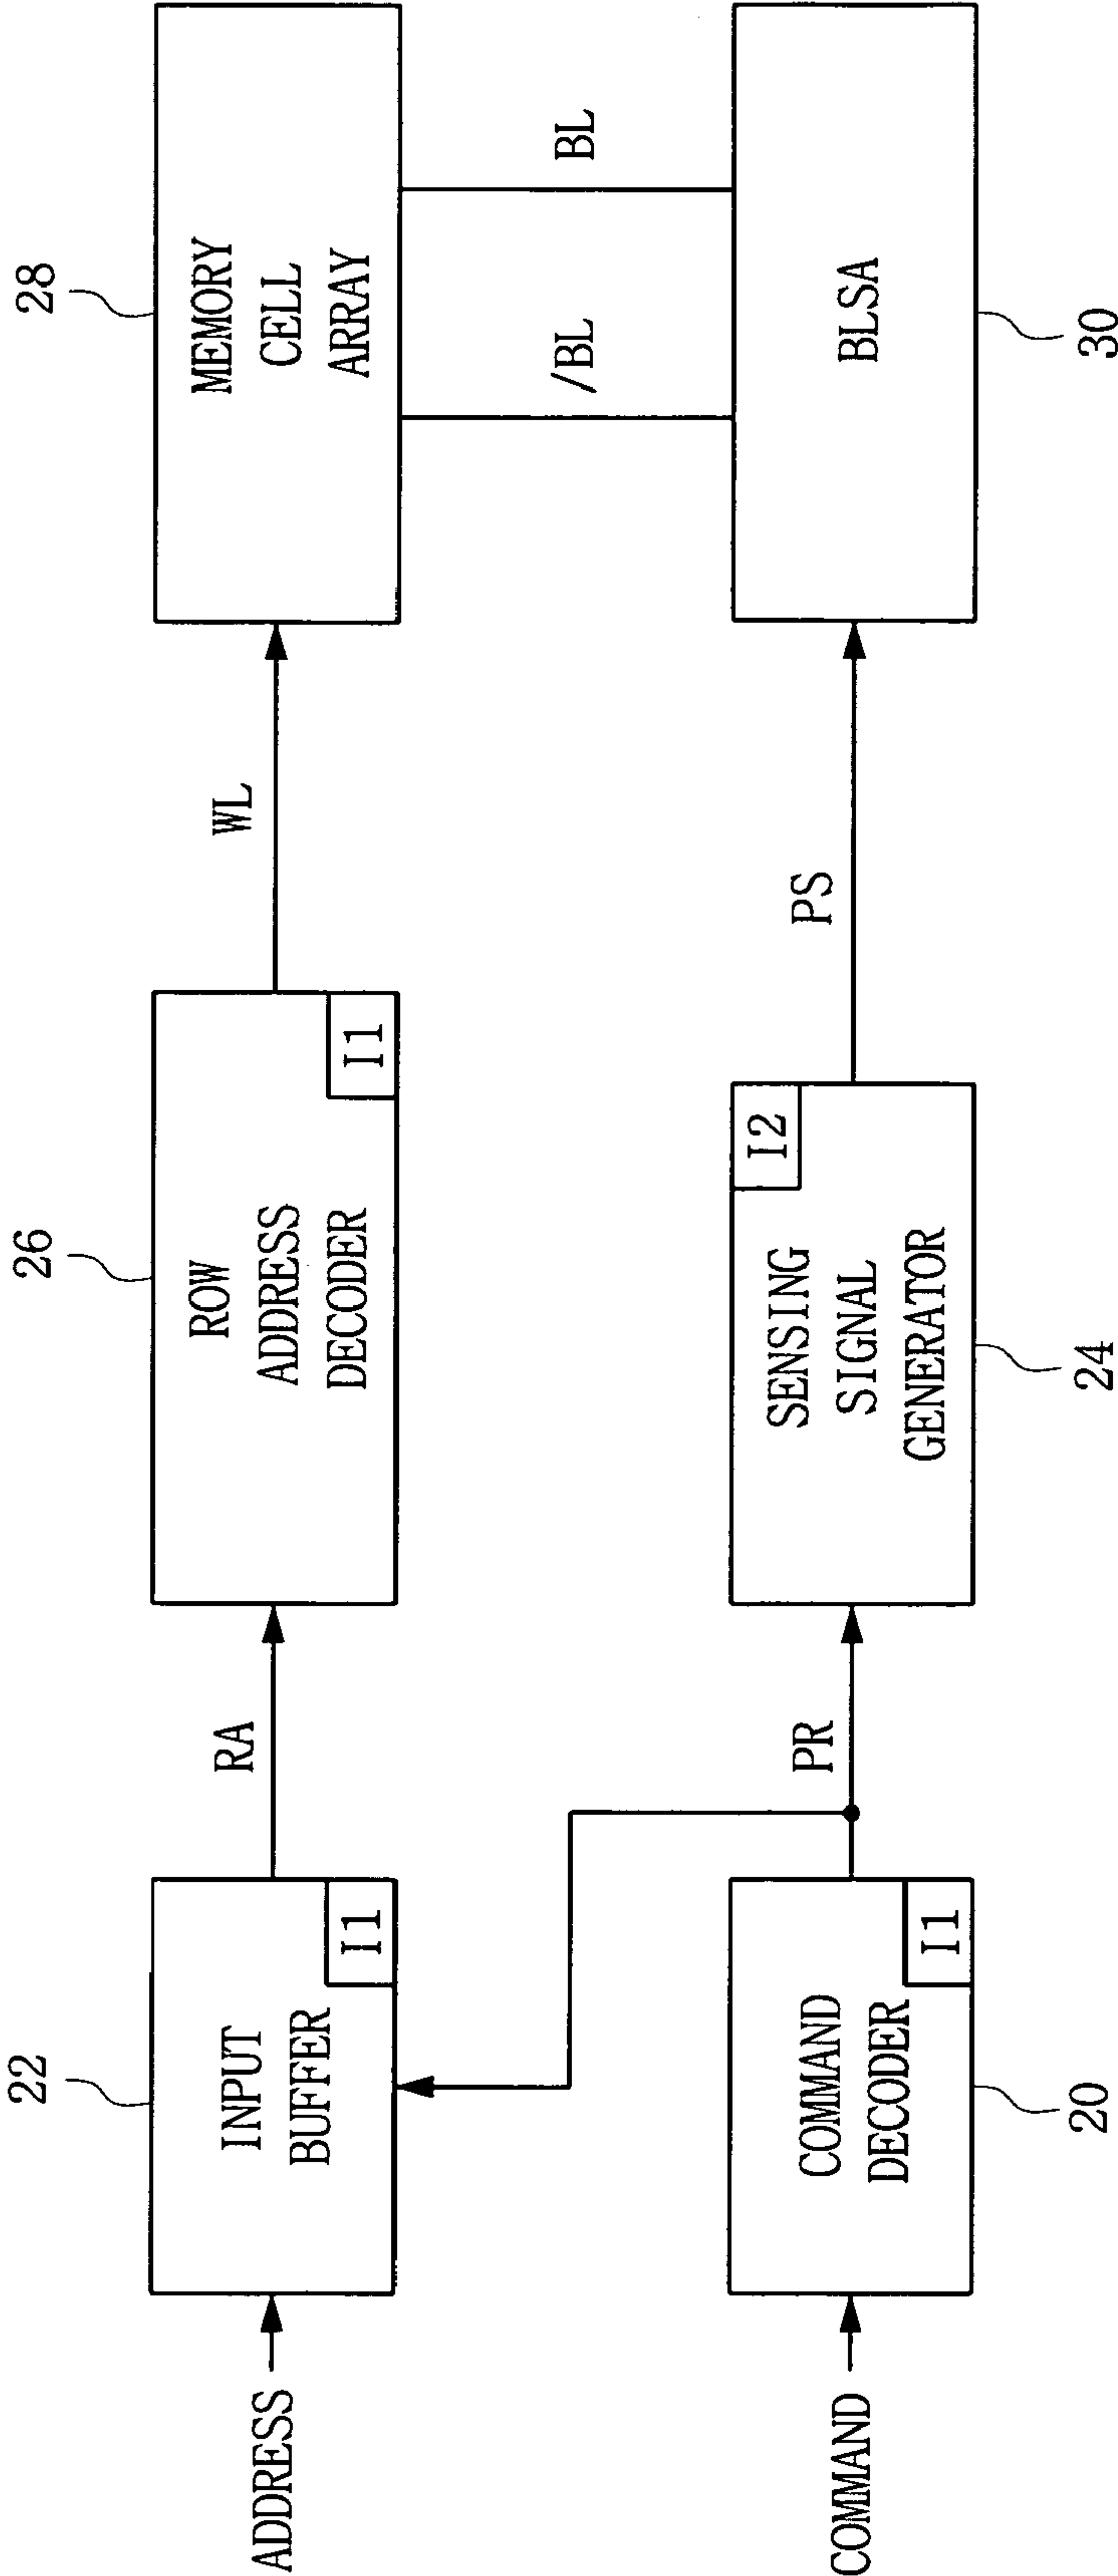 22
26
28
ADDRESS
INPUT
BUFFER
I1
RA
ROW
ADDRESS
DECODER
I1
WL
MEMORY
CELL
ARRAY
/BL
BL
COMMAND
COMMAND
DECODER
I1
PR
SENSING
SIGNAL
GENERATOR
I2
PS
BLSA
20
24
30